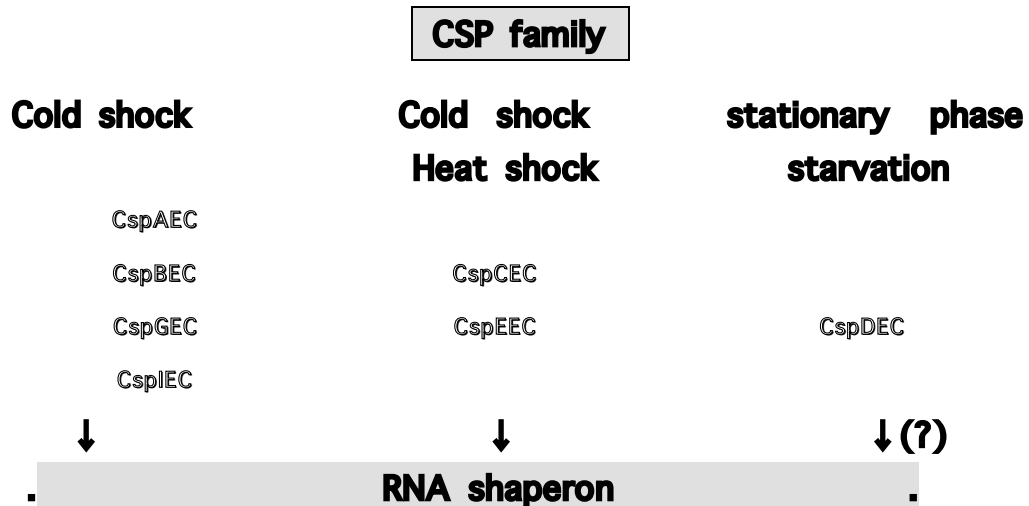 CSP family
Cold shock Cold shock stationary phase
Heat shock starvation
CspAEC
CspBEC CspCEC
CspGEC CspEEC CspDEC
CspIEC
↓ ↓ ↓(?)
. RNA shaperon .